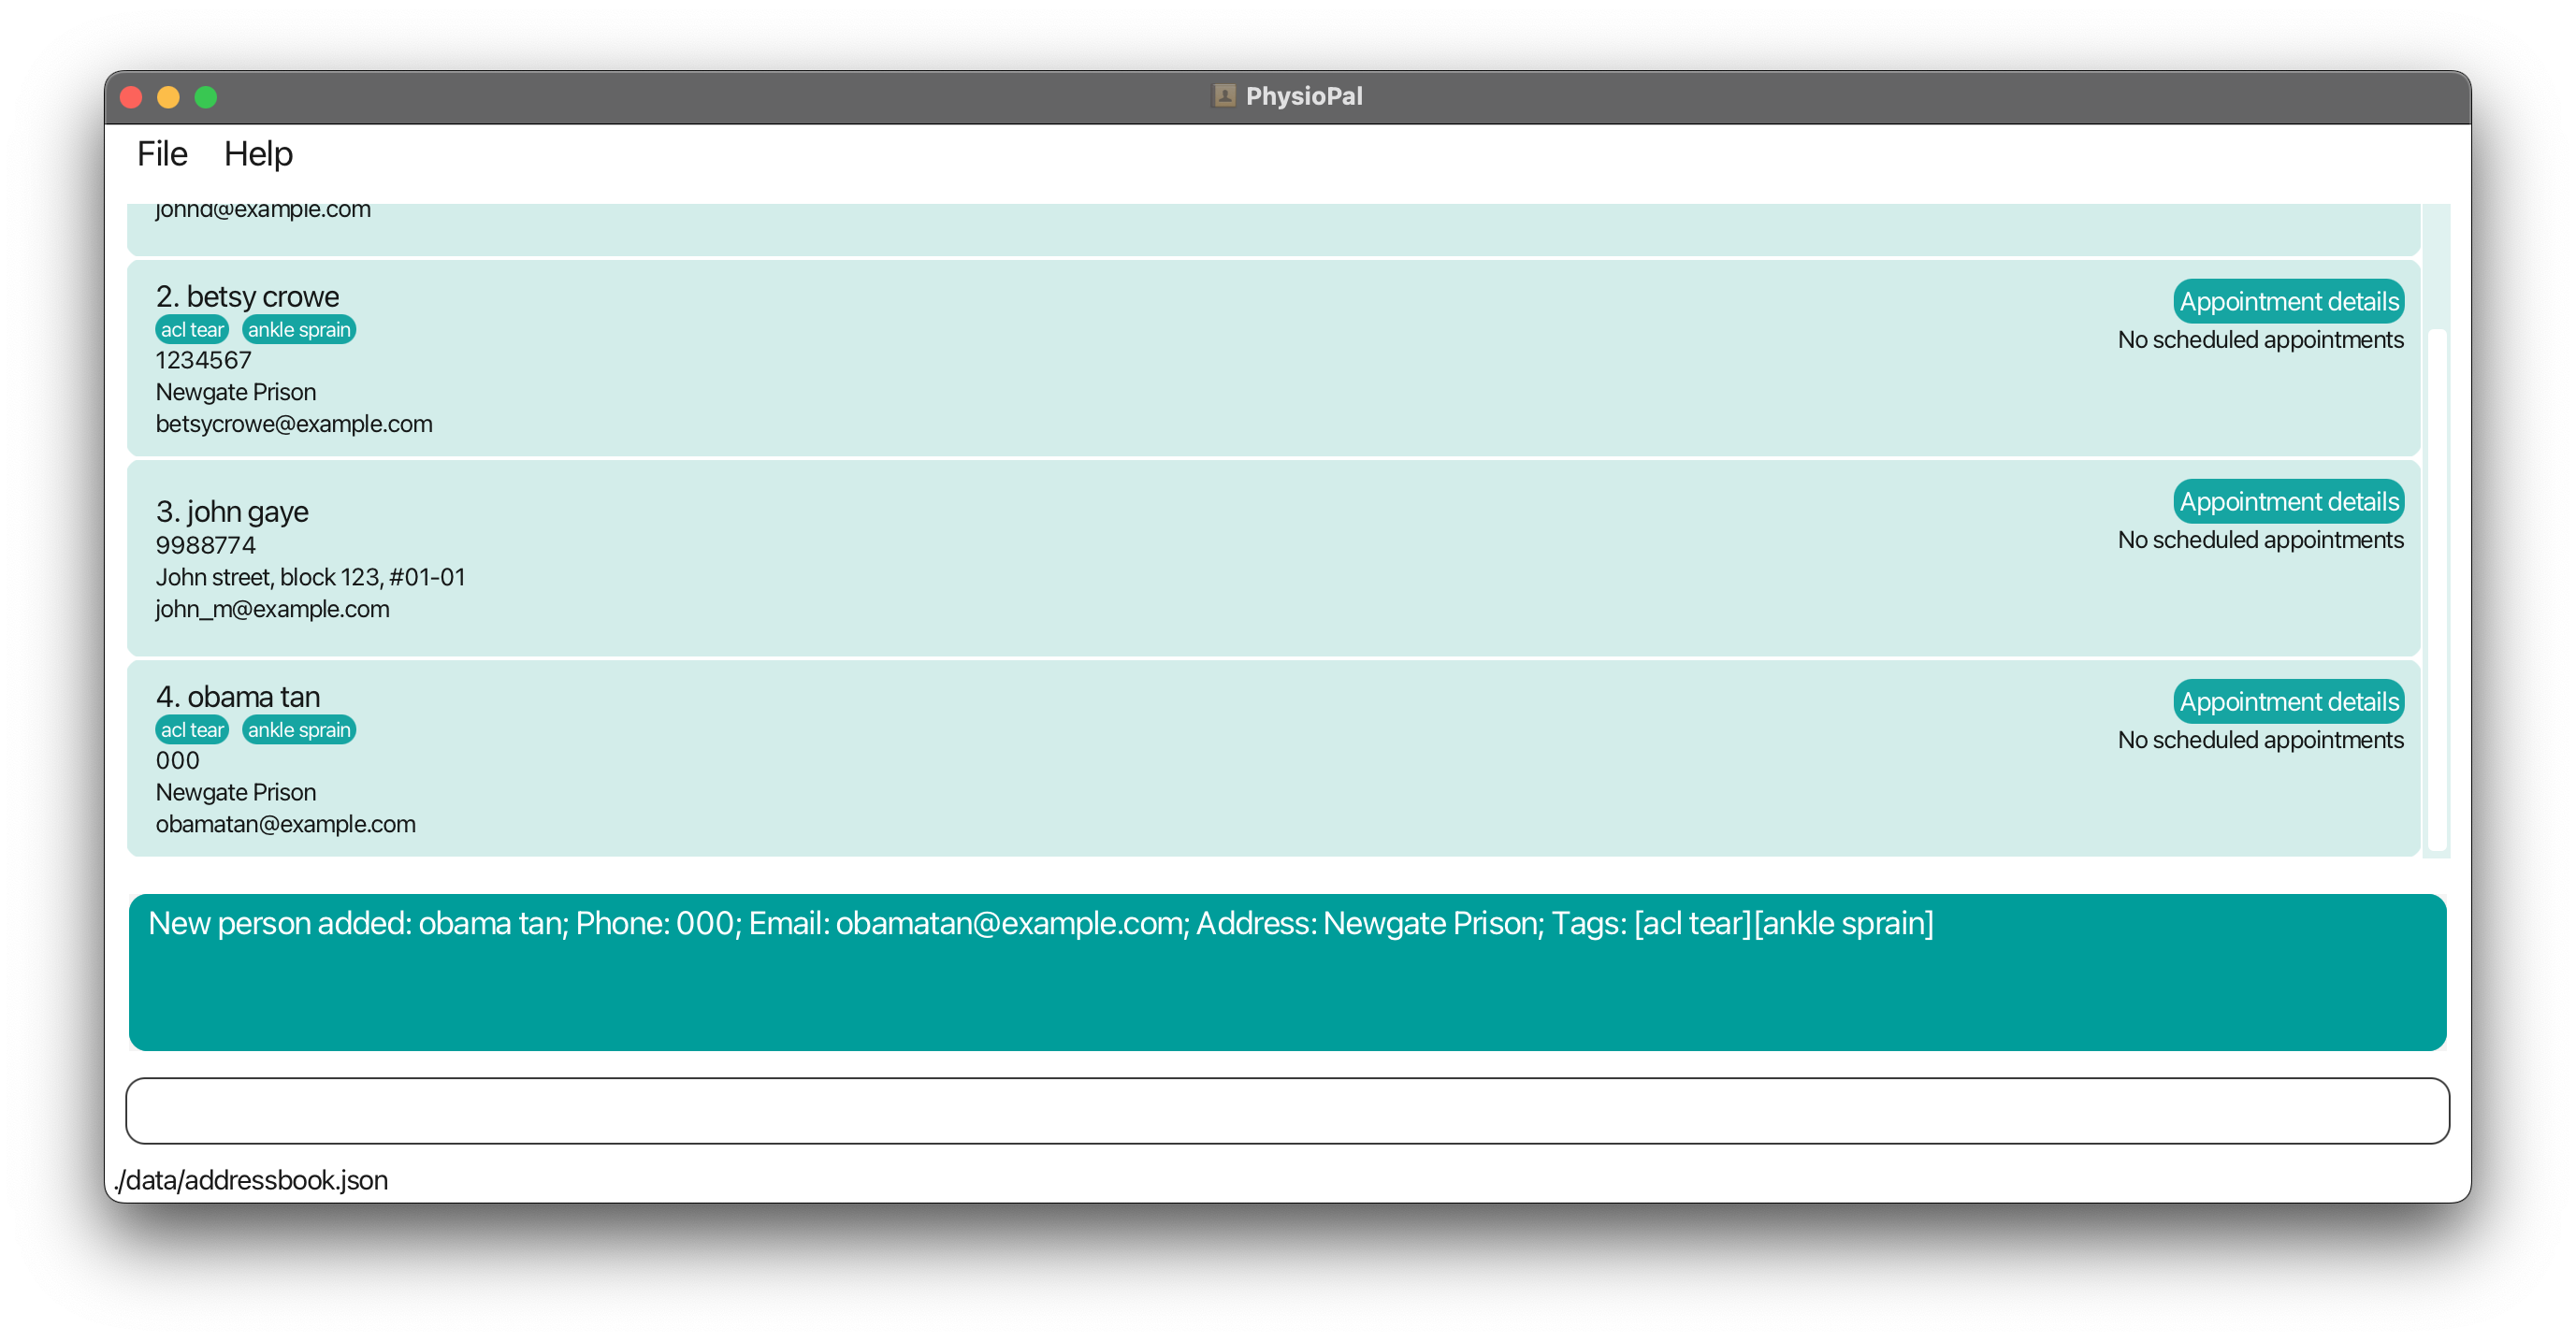 PhysioPal
File Help
johnd@example.com
2. betsy crowe
acl tear ankle sprain
1234567
Newgate Prison
betsycrowe@example.com
Appointment details
No scheduled appointments
3. john gaye
9988774
John street, block 123, #01-01
john_m@example.com
Appointment details
No scheduled appointments
4. obama tan
acl tear ankle sprain
000
Newgate Prison
obamatan@example.com
Appointment details
No scheduled appointments
New person added: obama tan; Phone: 000; Email: obamatan@example.com; Address: Newgate Prison; Tags: [acl tear][ankle sprain]
./data/addressbook.json